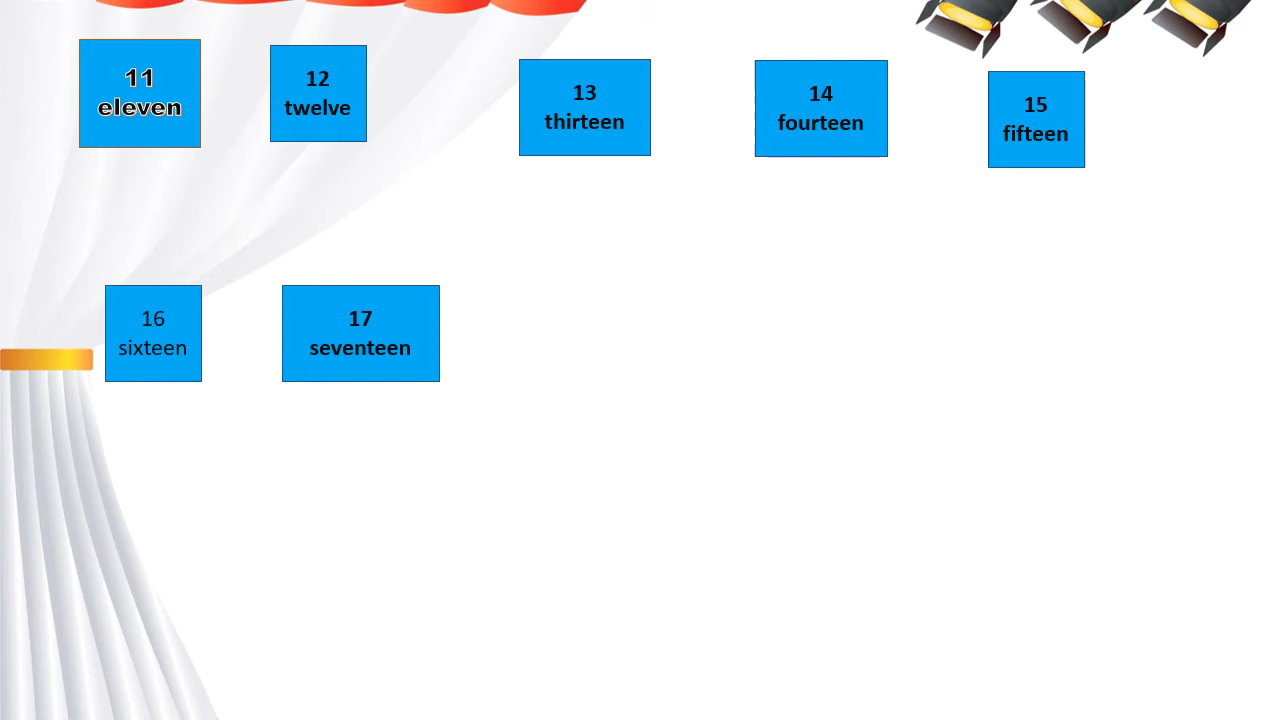 11
eleven
12
twelve
13
thirteen
14
fourteen
15
fifteen
16
sixteen
17
seventeen